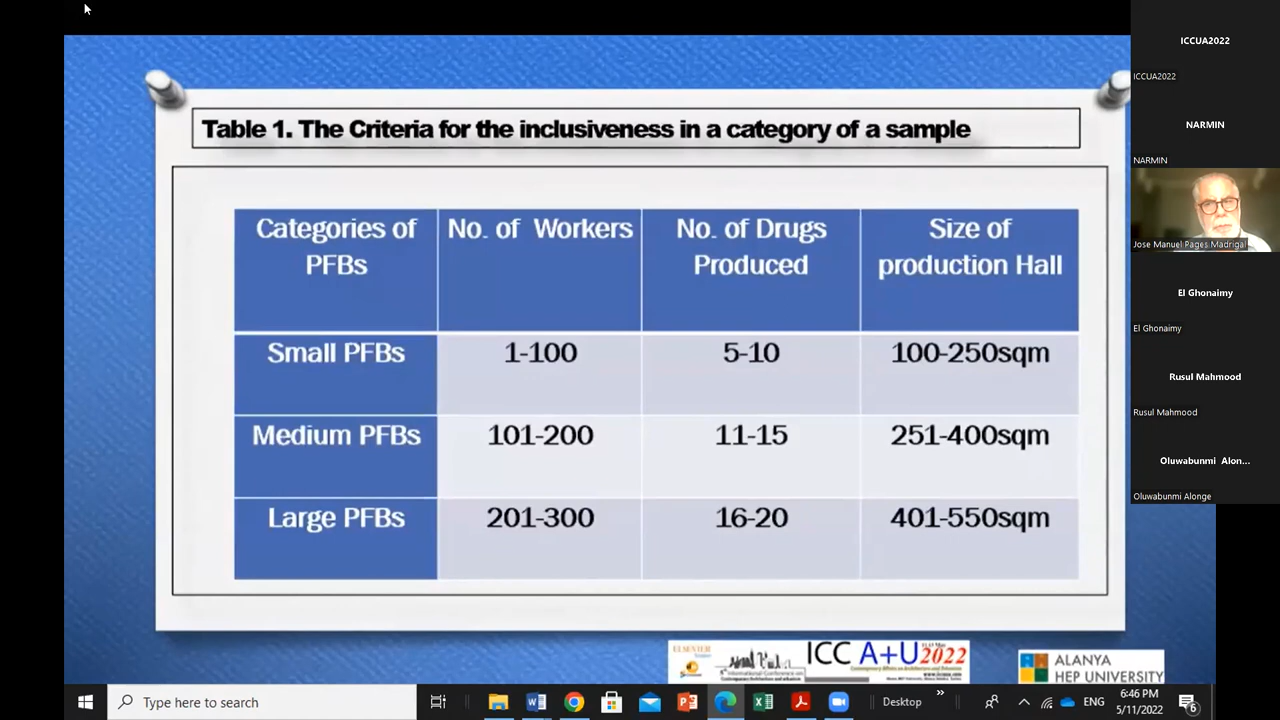 Table 1. The Criteria for the inclusiveness in a category of a sample
Categories of PFBs
No. of Workers
No. of Drugs Produced
Size of production Hall
Small PFBs
1-100
5-10
100-250sqm
Medium PFBs
101-200
11-15
251-400sqm
Large PFBs
201-300
16-20
401-550sqm
ICCUA2022
ICCUA2022
NARMIN
NARMIN
Jose Manuel Pages Madrigal
El Ghonaimy
El Ghonaimy
Rusul Mahmood
Rusul Mahmood
Oluwabunmi Alon...
Oluwabunmi Alonge
ELSEVIER
ICC A+U 2022
ALANYA
HEP UNIVERSITY
Type here to search
Desktop
ENG
6:46 PM
5/11/2022
6